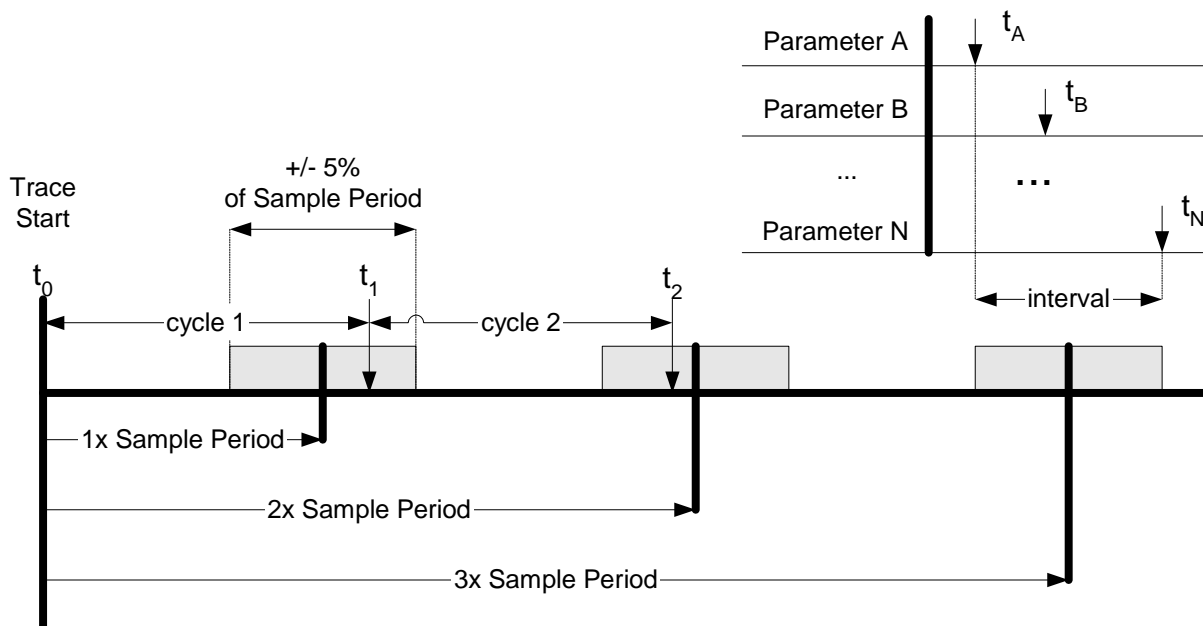 Parameter A
t_A
Parameter B
t_B
...
...
Parameter N
t_N
interval
+/- 5%
of Sample Period
Trace
Start
t_0
t_1
t_2
cycle 1
cycle 2
1x Sample Period
2x Sample Period
3x Sample Period